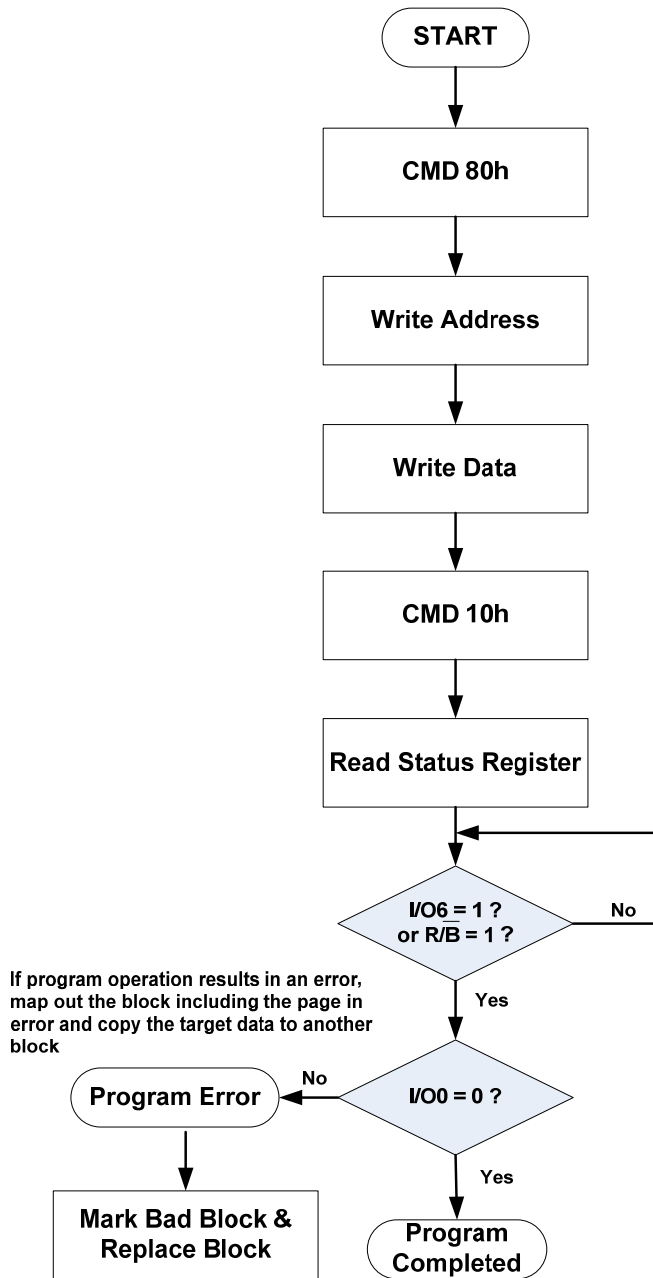 START
CMD 80h
Write Address
Write Data
CMD 10h
Read Status Register
I/O6 = 1 ?
or R/B̅ = 1 ?
No
Yes
If program operation results in an error,
map out the block including the page in
error and copy the target data to another
block
I/O0 = 0 ?
No
Program Error
Yes
Mark Bad Block &
Replace Block
Program
Completed